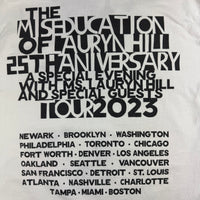 THE
MISEDUCATION
OF LAURYN HILL
25TH ANIVERSARY
A SPECIAL EVENING
WITH MS. LAURYN HILL
AND SPECIAL GUESTS
TOUR 2023
NEWARK · BROOKLYN · WASHINGTON
PHILADELPHIA · TORONTO · CHICAGO
FORT WORTH · DENVER · LOS ANGELES
OAKLAND · SEATTLE · VANCOUVER
SAN FRANCISCO · DETROIT · ST. LOUIS
ATLANTA · NASHVILLE · CHARLOTTE
TAMPA · MIAMI · BOSTON